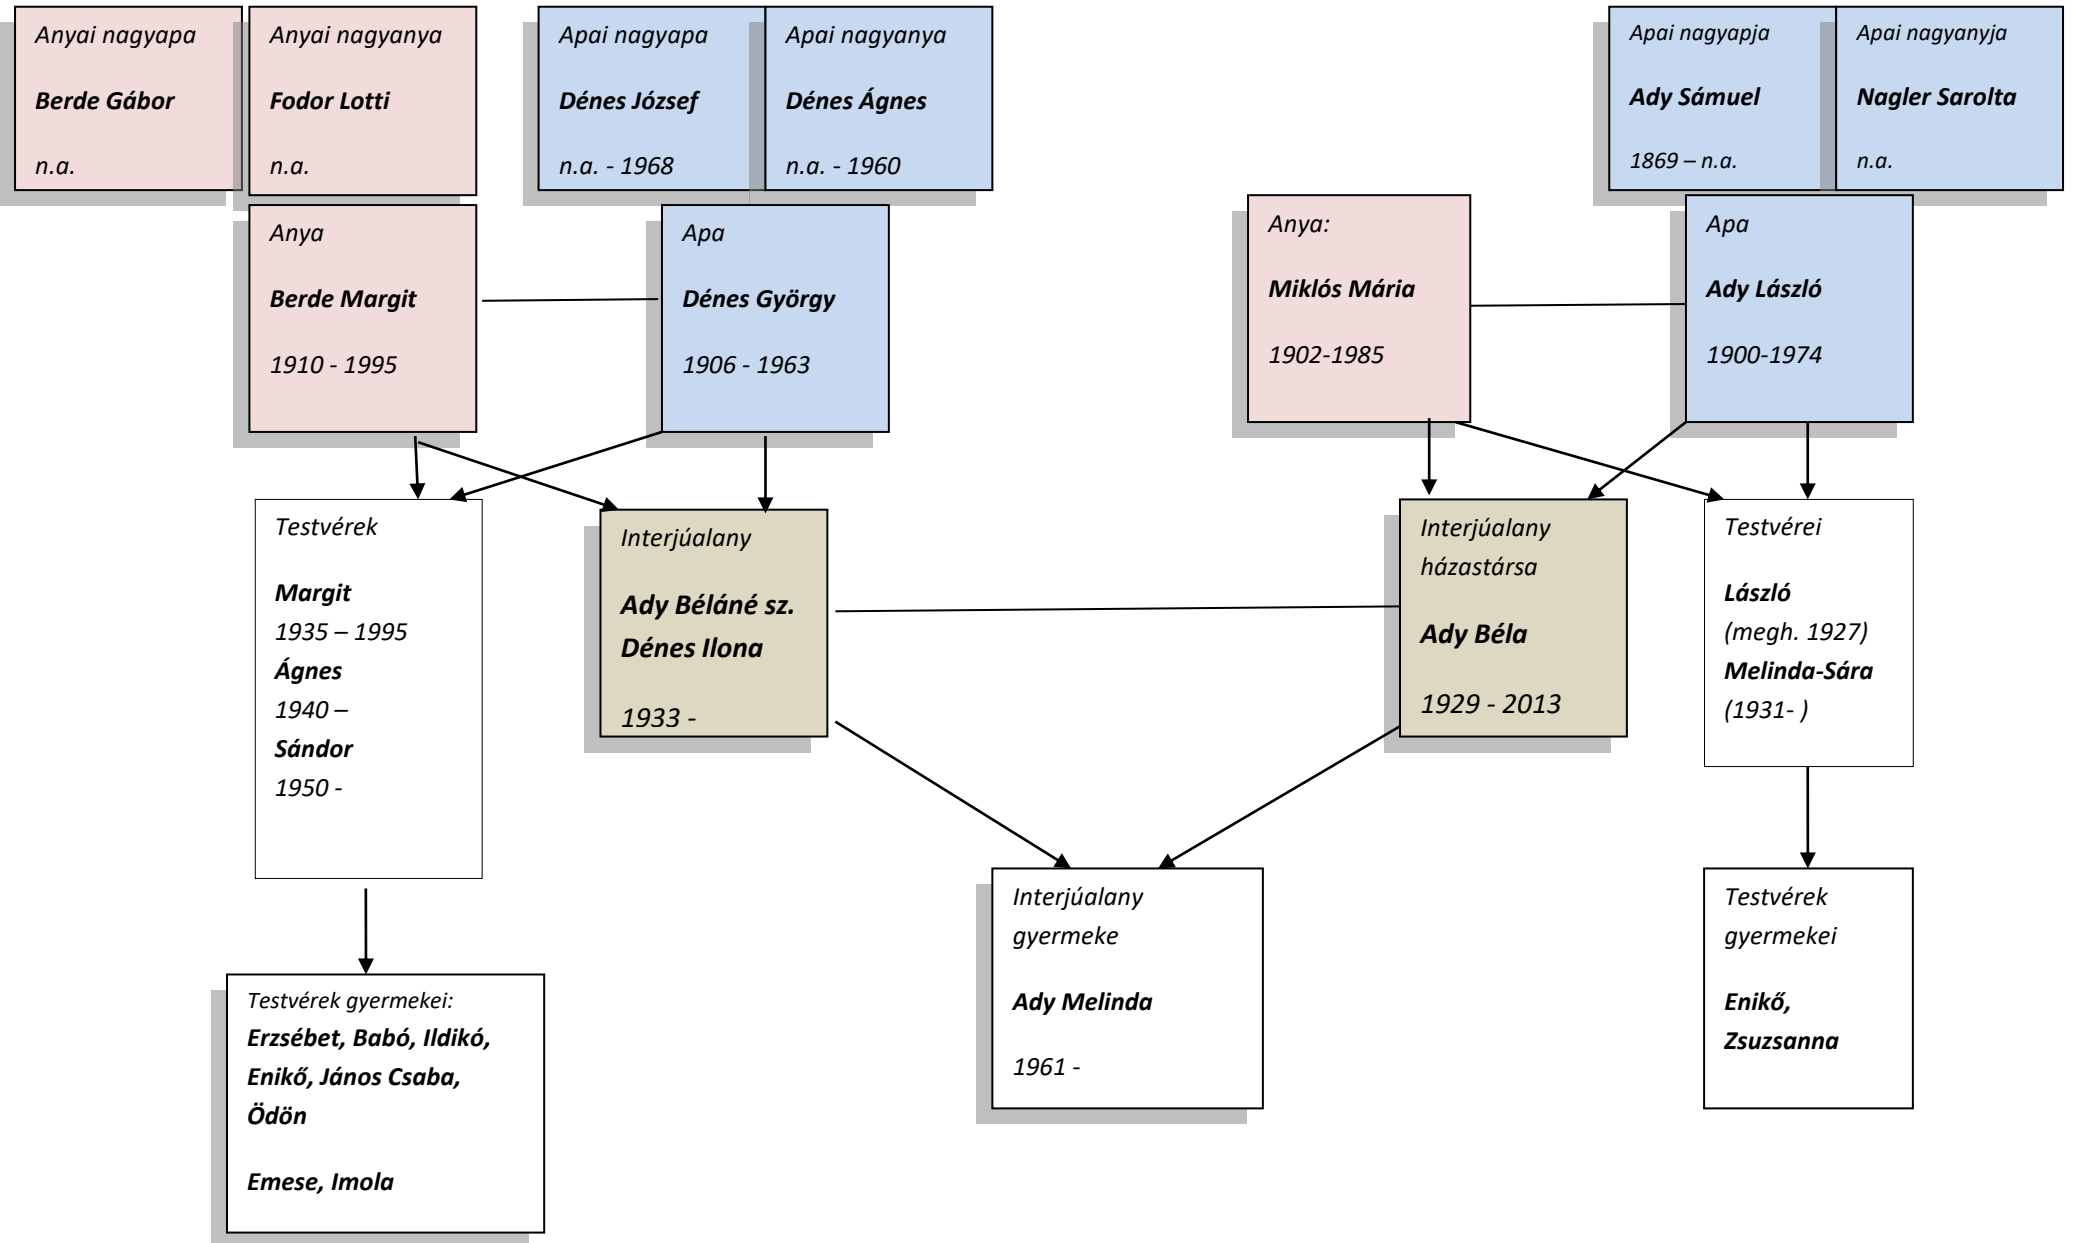 Anyai nagyapa
Berde Gábor
n.a.
Anyai nagyanya
Fodor Lotti
n.a.
Apai nagyapa
Dénes József
n.a. - 1968
Apai nagyanya
Dénes Ágnes
n.a. - 1960
Apai nagyapja
Ady Sámuel
1869 – n.a.
Apai nagyanyja
Nagler Sarolta
n.a.
Anya
Berde Margit
1910 - 1995
Apa
Dénes György
1906 - 1963
Anya:
Miklós Mária
1902-1985
Apa
Ady László
1900-1974
Testvérek
Margit
1935 – 1995
Ágnes
1940 –
Sándor
1950 -
Interjúalany
Ady Béláné sz.
Dénes Ilona
1933 -
Interjúalany
házastársa
Ady Béla
1929 - 2013
Testvérei
László
(megh. 1927)
Melinda-Sára
(1931- )
Testvérek gyermekei:
Erzsébet, Babó, Ildikó,
Enikő, János Csaba,
Ödön
Emese, Imola
Interjúalany
gyermeke
Ady Melinda
1961 -
Testvérek
gyermekei
Enikő,
Zsuzsanna